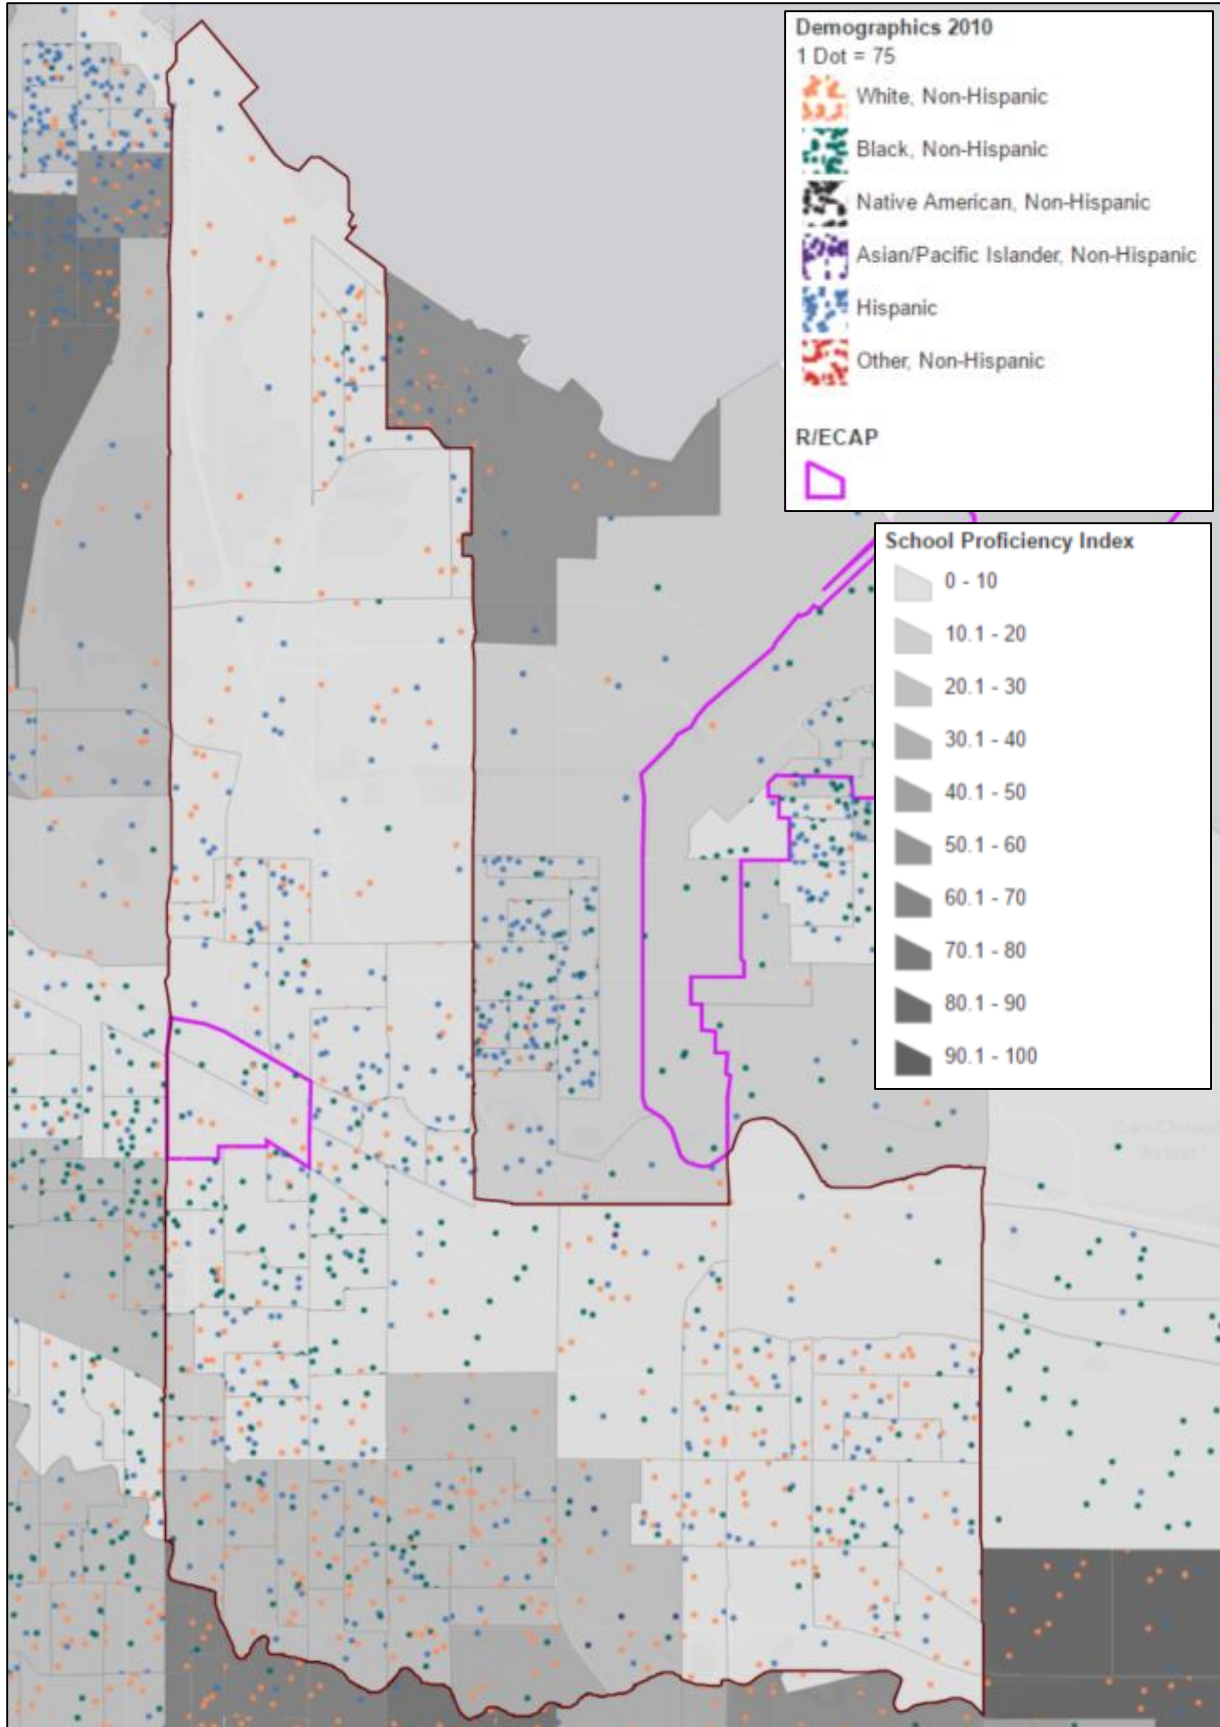 Demographics 2010
1 Dot = 75
White, Non-Hispanic
Black, Non-Hispanic
Native American, Non-Hispanic
Asian/Pacific Islander, Non-Hispanic
Hispanic
Other, Non-Hispanic
R/ECAP
School Proficiency Index
0 - 10
10.1 - 20
20.1 - 30
30.1 - 40
40.1 - 50
50.1 - 60
60.1 - 70
70.1 - 80
80.1 - 90
90.1 - 100